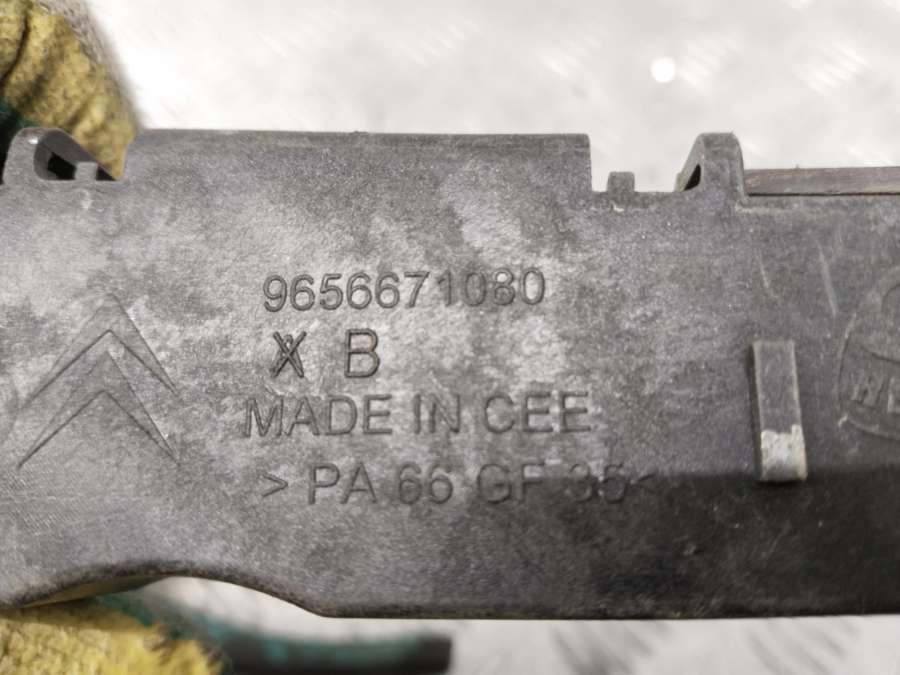 9656671080
X B
MADE IN CEE
>PA 66 GF 35<